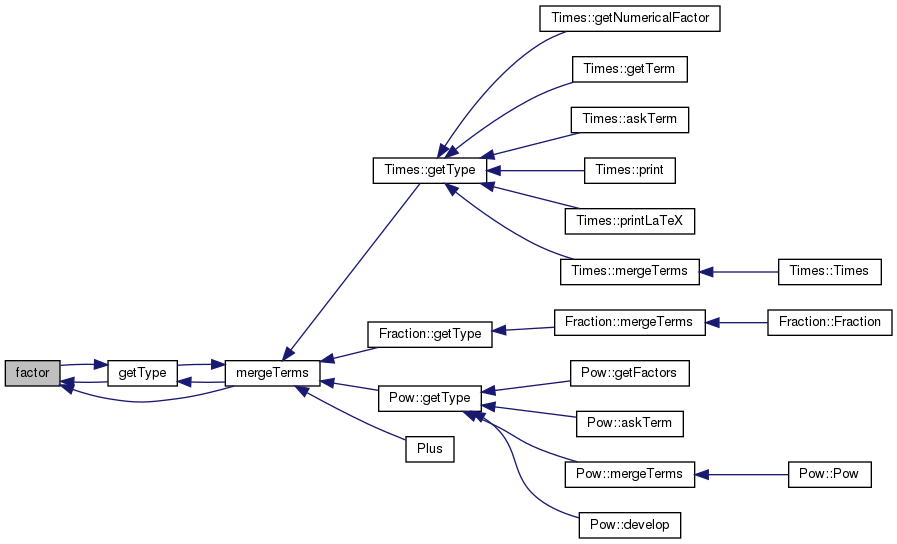 Times::getNumericalFactor
Times::getTerm
Times::askTerm
Times::getType
Times::print
Times::printLaTeX
Times::mergeTerms
Times::Times
Fraction::getType
Fraction::mergeTerms
Fraction::Fraction
factor
getType
mergeTerms
Pow::getFactors
Pow::getType
Pow::askTerm
Plus
Pow::mergeTerms
Pow::Pow
Pow::develop